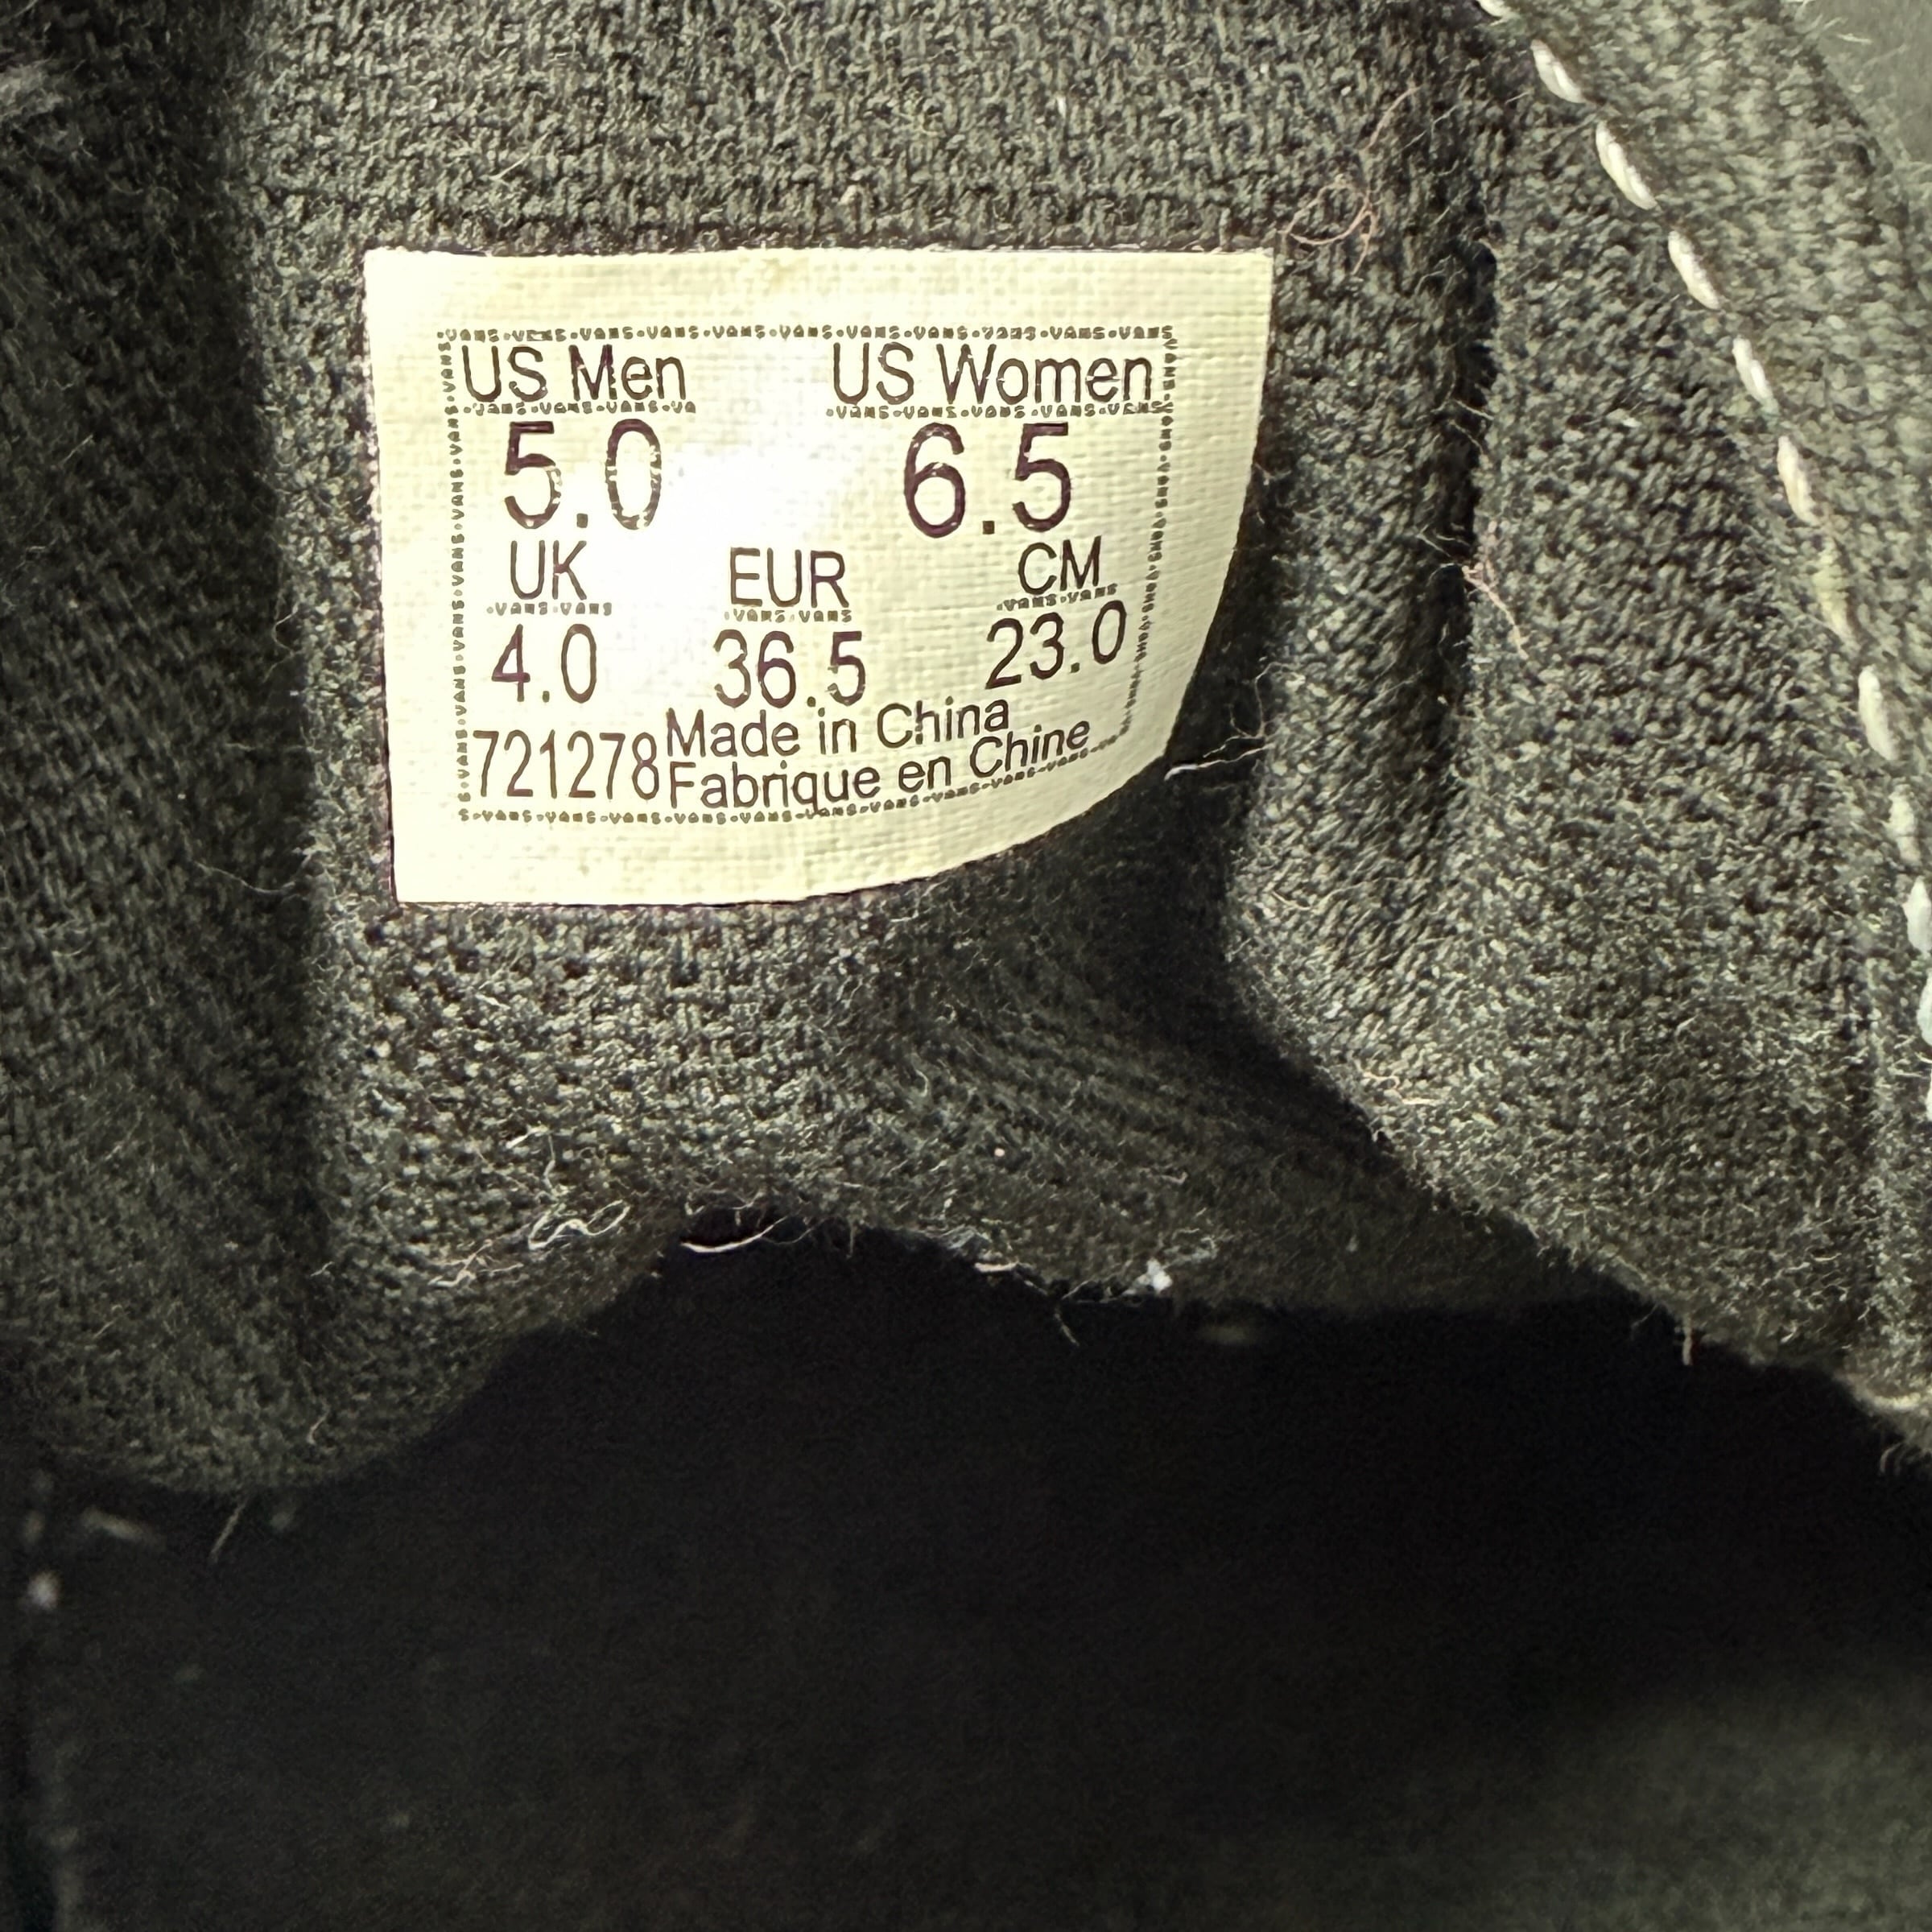 US Men US Women
5.0 6.5
UK EUR CM
4.0 36.5 23.0
721278 Made in China
Fabrique en Chine